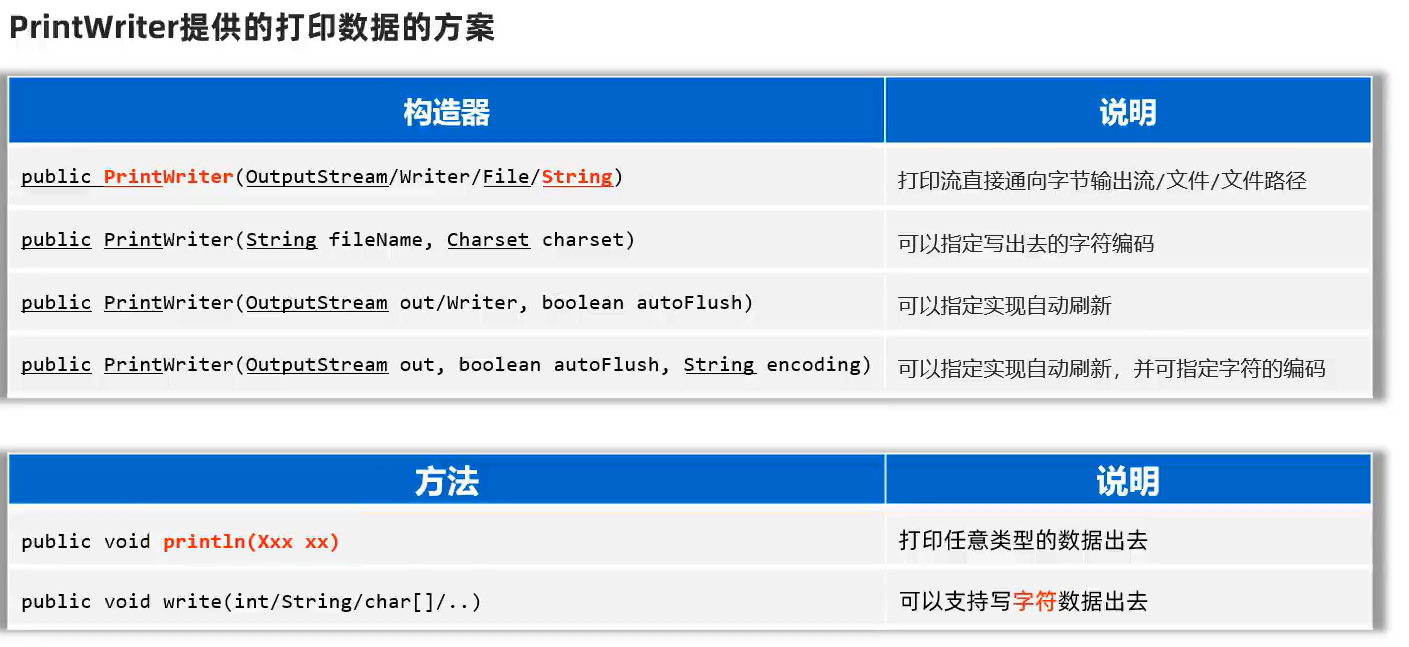 PrintWriter提供的打印数据的方案
构造器 说明
public PrintWriter(OutputStream/Writer/File/String) 打印流直接通向字节输出流/文件/文件路径
public PrintWriter(String fileName, Charset charset) 可以指定写出去的字符编码
public PrintWriter(OutputStream out/Writer, boolean autoFlush) 可以指定实现自动刷新
public PrintWriter(OutputStream out, boolean autoFlush, String encoding) 可以指定实现自动刷新，并可指定字符的编码
方法 说明
public void println(Xxx xx) 打印任意类型的数据出去
public void write(int/String/char[]/..) 可以支持写字符数据出去